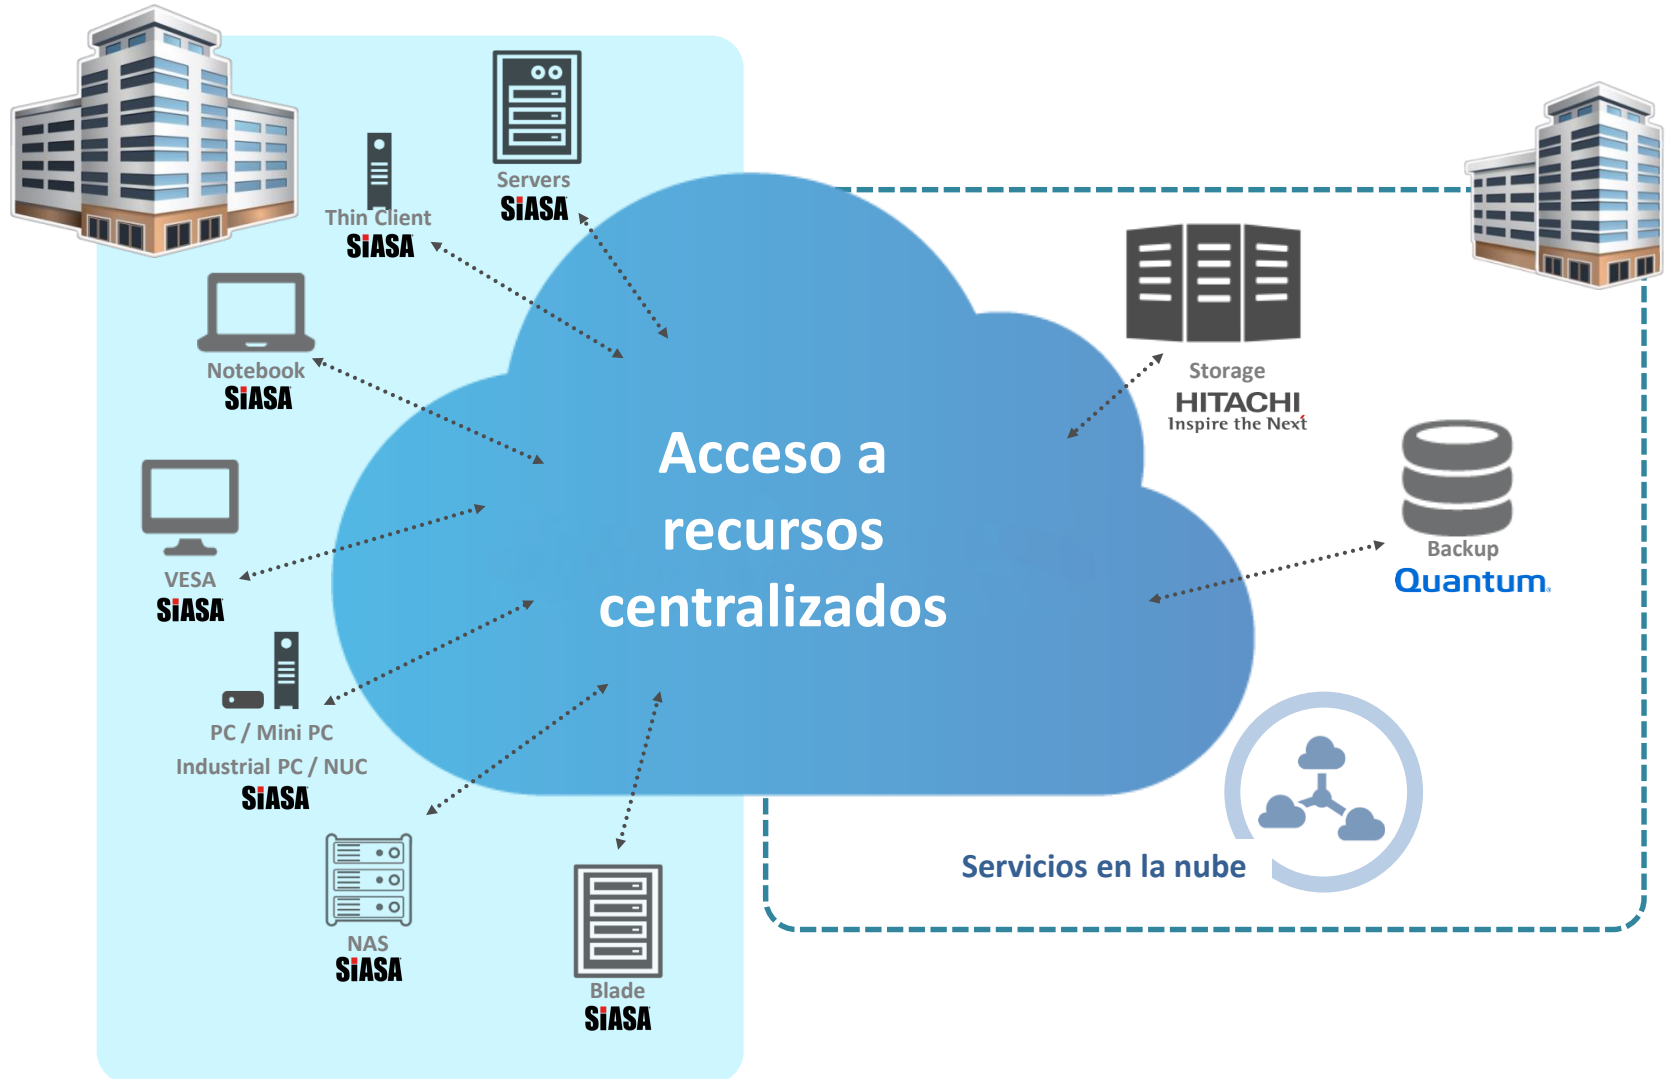 Servers
SiASA
Thin Client
SiASA
Notebook
SiASA
VESA
SiASA
PC / Mini PC
Industrial PC / NUC
SiASA
NAS
SiASA
Blade
SiASA
Acceso a
recursos
centralizados
Storage
HITACHI
Inspire the Next
Backup
Quantum
Servicios en la nube